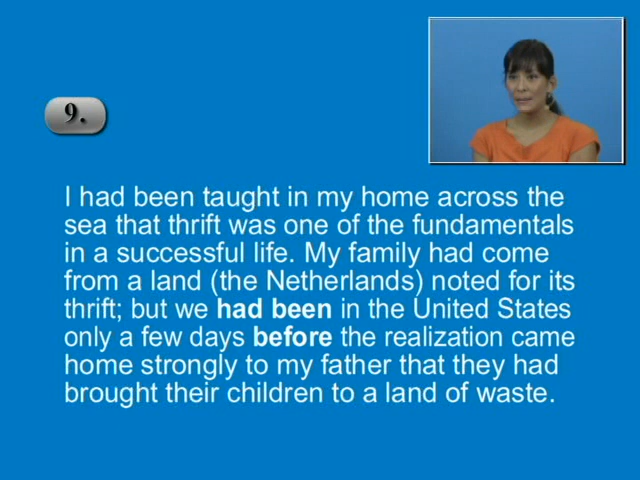 9.
I had been taught in my home across the
sea that thrift was one of the fundamentals
in a successful life. My family had come
from a land (the Netherlands) noted for its
thrift; but we had been in the United States
only a few days before the realization came
home strongly to my father that they had
brought their children to a land of waste.